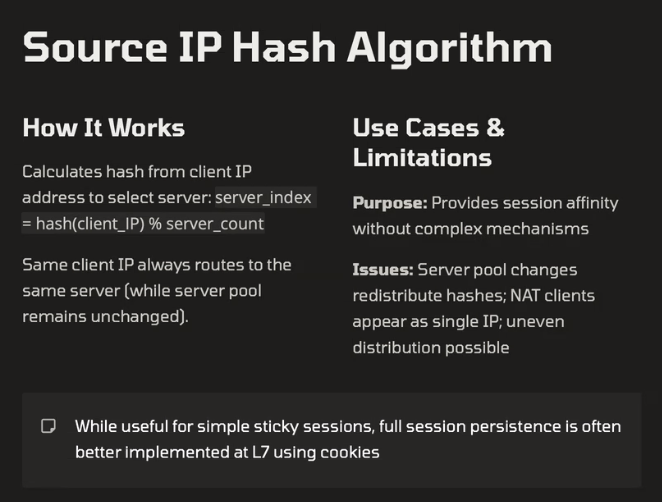 Source IP Hash Algorithm
How It Works
Calculates hash from client IP
address to select server: server_index
= hash(client_IP) % server_count
Same client IP always routes to the
same server (while server pool
remains unchanged).
Use Cases &
Limitations
Purpose: Provides session affinity
without complex mechanisms
Issues: Server pool changes
redistribute hashes; NAT clients
appear as single IP; uneven
distribution possible
While useful for simple sticky sessions, full session persistence is often
better implemented at L7 using cookies